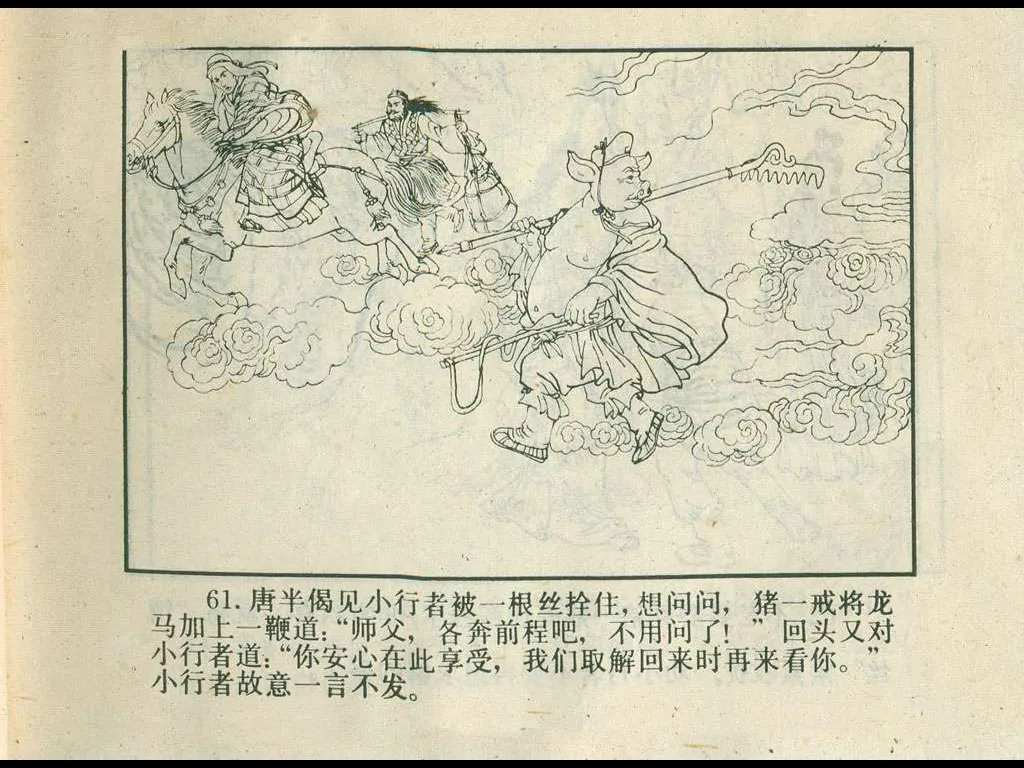 61.唐半偈见小行者被一根丝拴住,想问问,猪一戒将龙
马加上一鞭道:“师父,各奔前程吧,不用问了!”回头又对
小行者道:“你安心在此享受,我们取解回来时再来看你。”
小行者故意一言不发。